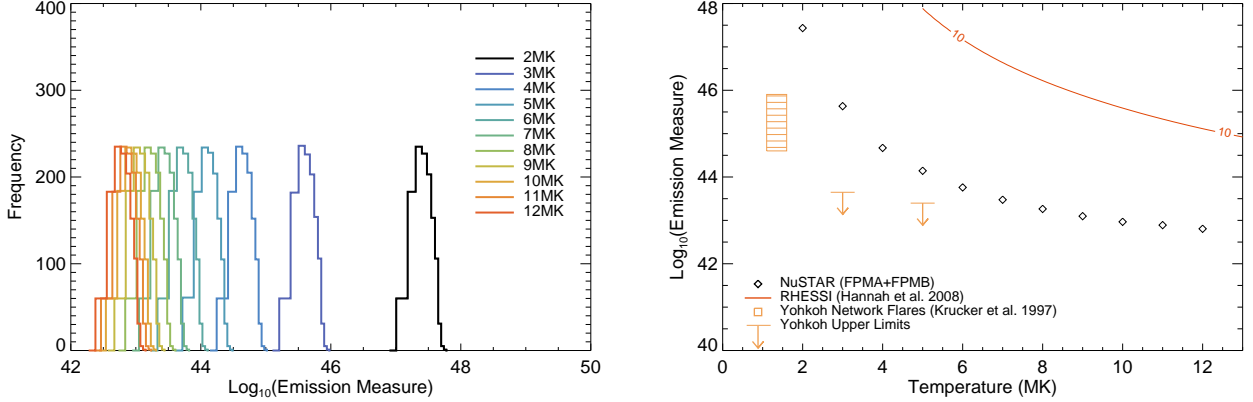 400
300
200
100
0
Frequency
42
44
46
48
50
Log10(Emission Measure)
2MK
3MK
4MK
5MK
6MK
7MK
8MK
9MK
10MK
11MK
12MK
48
46
44
42
40
Log10(Emission Measure)
10
10
NuSTAR (FPMA+FPMB)
RHESSI (Hannah et al. 2008)
Yohkoh Network Flares (Krucker et al. 1997)
Yohkoh Upper Limits
0
2
4
6
8
10
12
Temperature (MK)